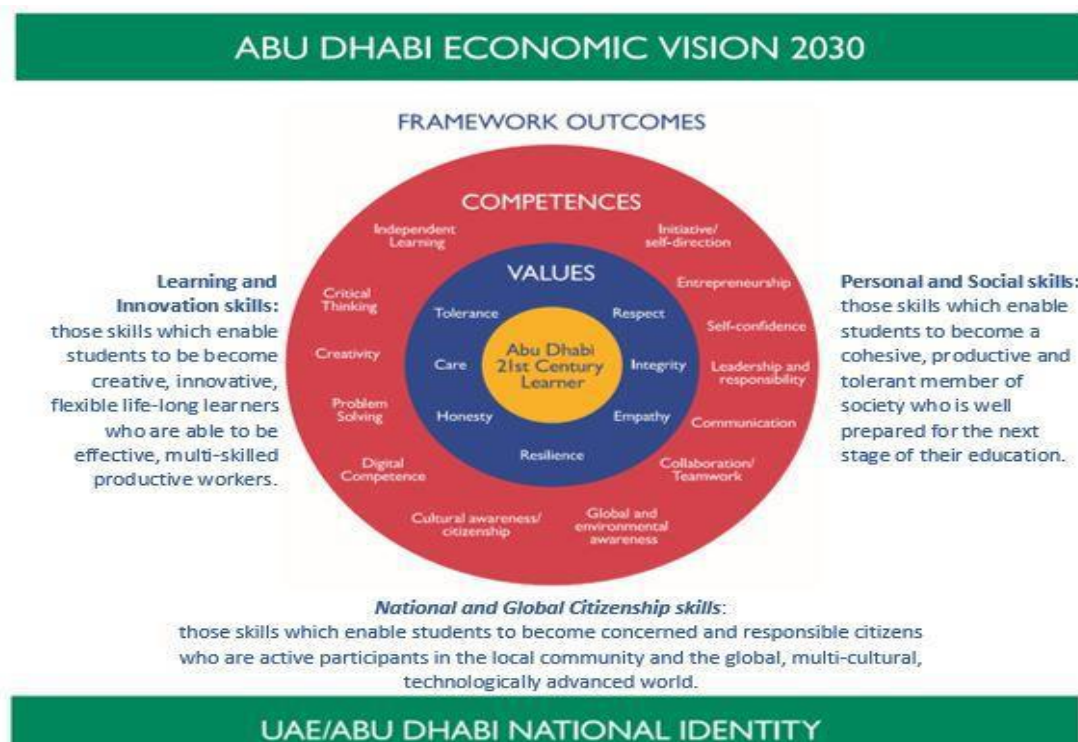 ABU DHABI ECONOMIC VISION 2030
FRAMEWORK OUTCOMES
COMPETENCES
Independent
Learning
Initiative/
self-direction
Critical
Thinking
Entrepreneurship
Creativity
Self-confidence
Problem
Solving
Leadership and
responsibility
Digital
Competence
Communication
Cultural awareness/
citizenship
Collaboration/
Teamwork
Global and
environmental
awareness
VALUES
Tolerance
Respect
Care
Integrity
Honesty
Empathy
Resilience
Abu Dhabi
21st Century
Learner
Learning and
Innovation skills:
those skills which enable
students to be become
creative, innovative,
flexible life-long learners
who are able to be
effective, multi-skilled
productive workers.
Personal and Social skills:
those skills which enable
students to become a
cohesive, productive and
tolerant member of
society who is well
prepared for the next
stage of their education.
National and Global Citizenship skills:
those skills which enable students to become concerned and responsible citizens
who are active participants in the local community and the global, multi-cultural,
technologically advanced world.
UAE/ABU DHABI NATIONAL IDENTITY